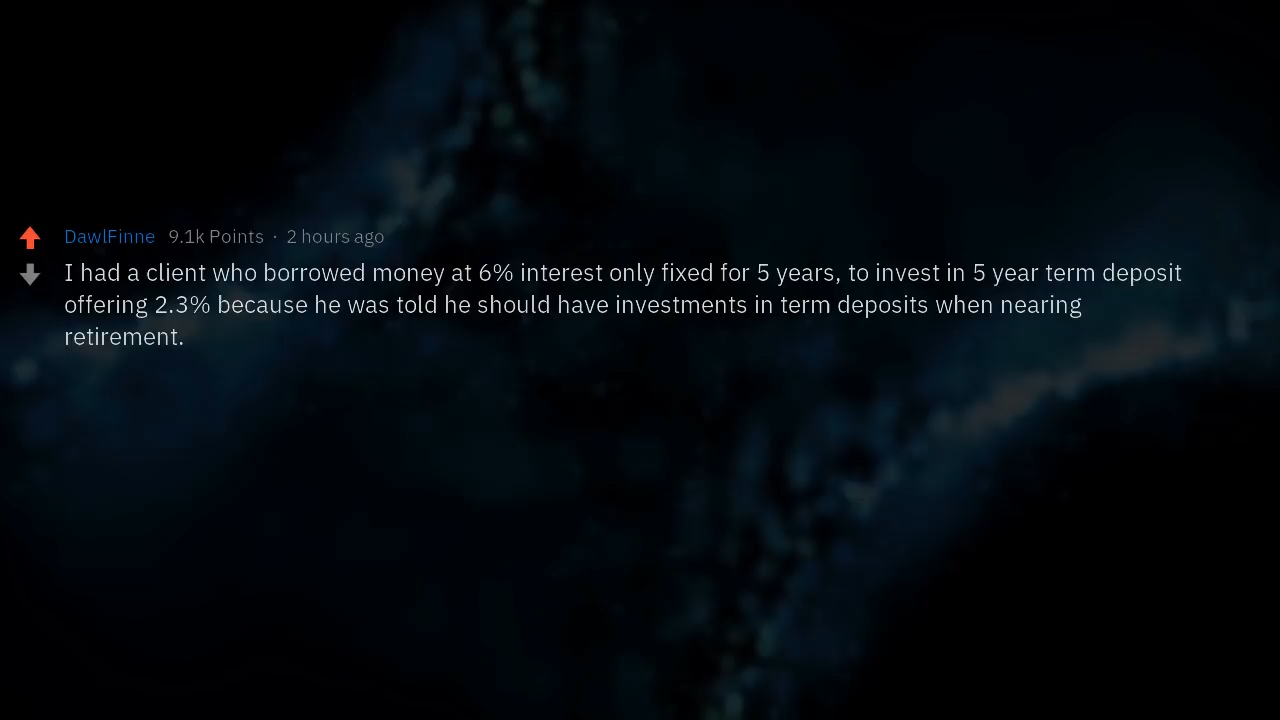 DawlFinne 9.1k Points · 2 hours ago
I had a client who borrowed money at 6% interest only fixed for 5 years, to invest in 5 year term deposit
offering 2.3% because he was told he should have investments in term deposits when nearing
retirement.